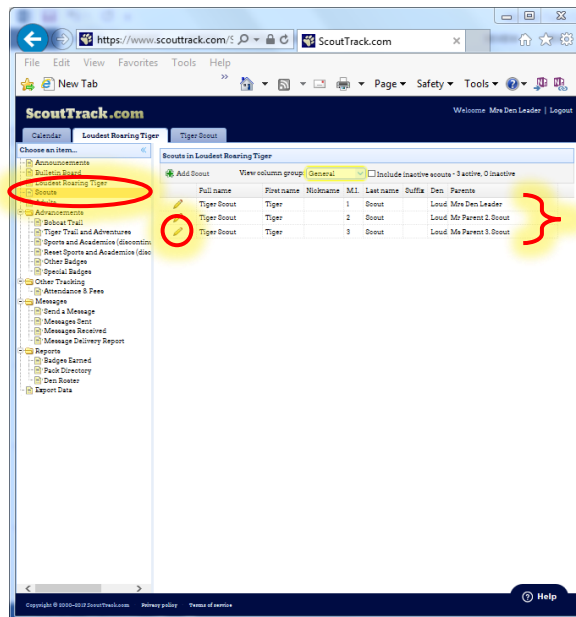 https://www.scouttrack.com/S
ScoutTrack.com
File Edit View Favorites Tools Help
New Tab » Page Safety Tools
ScoutTrack.com
Welcome Mrs Den Leader | Logout
Calendar Loudest Roaring Tiger Tiger Scout
Choose an item... «
Announcements
Bulletin Board
Loudest Roaring Tiger
Scouts
Adults
Advancements
Bobcat Trail
Tiger Trail and Adventures
Sports and Academics (discontinu
Reset Sports and Academics (disc
Other Badges
Special Badges
Other Tracking
Attendance & Fees
Messages
Send a Message
Messages Sent
Messages Received
Message Delivery Report
Reports
Badges Earned
Pack Directory
Den Roster
Export Data
Scouts in Loudest Roaring Tiger
Add Scout View column group: General Include inactive scouts - 3 active, 0 inactive
Full name First name Nickname M.I. Last name Suffix Den Parents
Tiger Scout Tiger 1 Scout Loud Mrs Den Leader
Tiger Scout Tiger 2 Scout Loud Mr Parent 2. Scout
Tiger Scout Tiger 3 Scout Loud Ms Parent 3. Scout
Help
Copyright © 2000-2017 ScoutTrack.com Privacy policy Terms of service